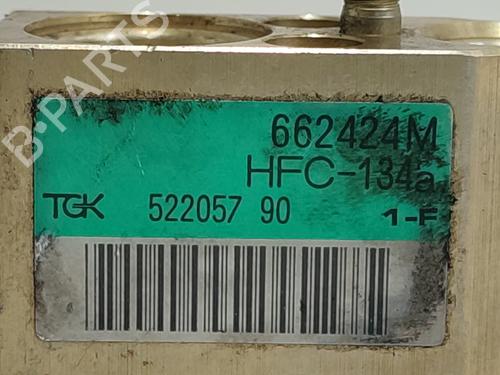 B-PARTS
662424M
HFC-134a
TGK 522057 90 1-F